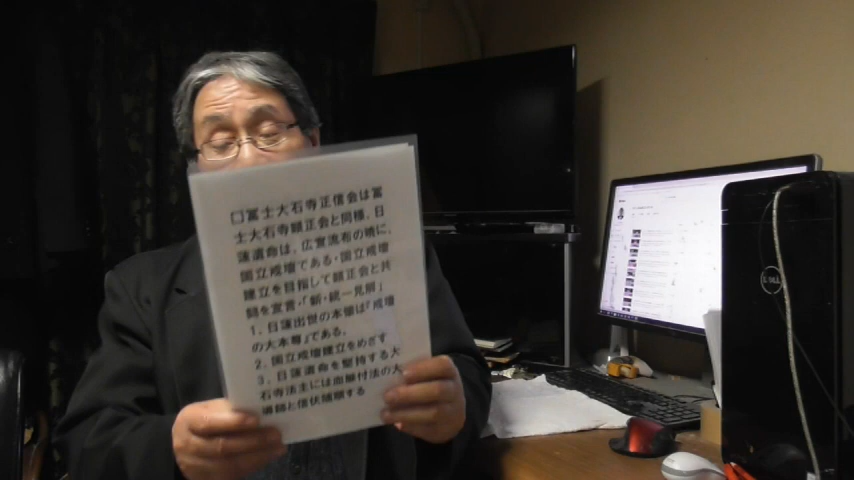 □冨士大石寺正信会は冨
士大石寺顕正会と同様、日
蓮遺命は、広宣流布の暁に、
国立戒壇である・国立戒壇
建立を目指して顕正会と共
闘を宣言・「新・統一見解」
1、日蓮出世の本懐は『戒壇
の大本尊』である。
2、国立戒壇建立をめざす
3、日蓮遺命を堅持する大
石寺法主には血脈付法の大
導師と信伏随順する
DELL